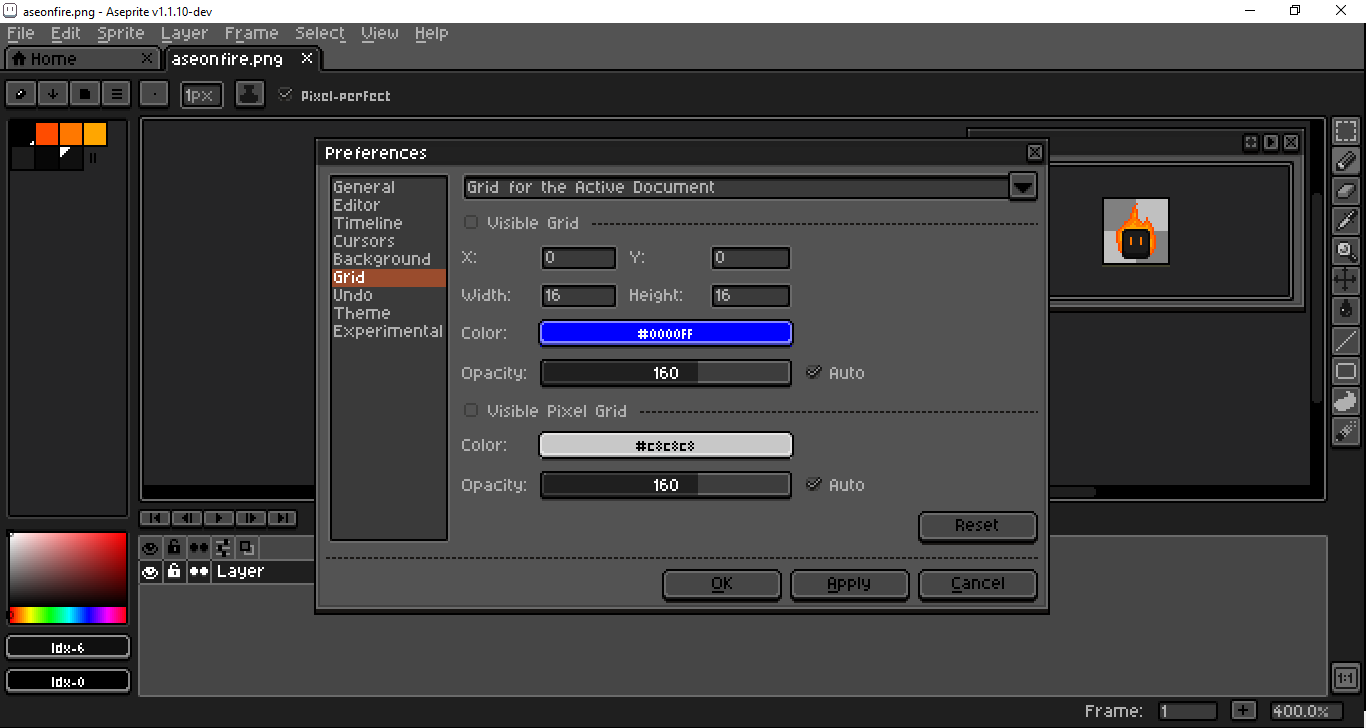 aseonfire.png - Aseprite v1.1.10-dev
File Edit Sprite Layer Frame Select View Help
Home aseonfire.png
1px Pixel-perfect
Preferences
General
Editor
Timeline
Cursors
Background
Grid
Undo
Theme
Experimental
Grid for the Active Document
Visible Grid
X: 0 Y: 0
Width: 16 Height: 16
Color: #0000FF
Opacity: 160 Auto
Visible Pixel Grid
Color: #c8c8c8
Opacity: 160 Auto
Reset
OK Apply Cancel
Layer
Idx-6
Idx-0
1:1
Frame: 1 + 400.0%